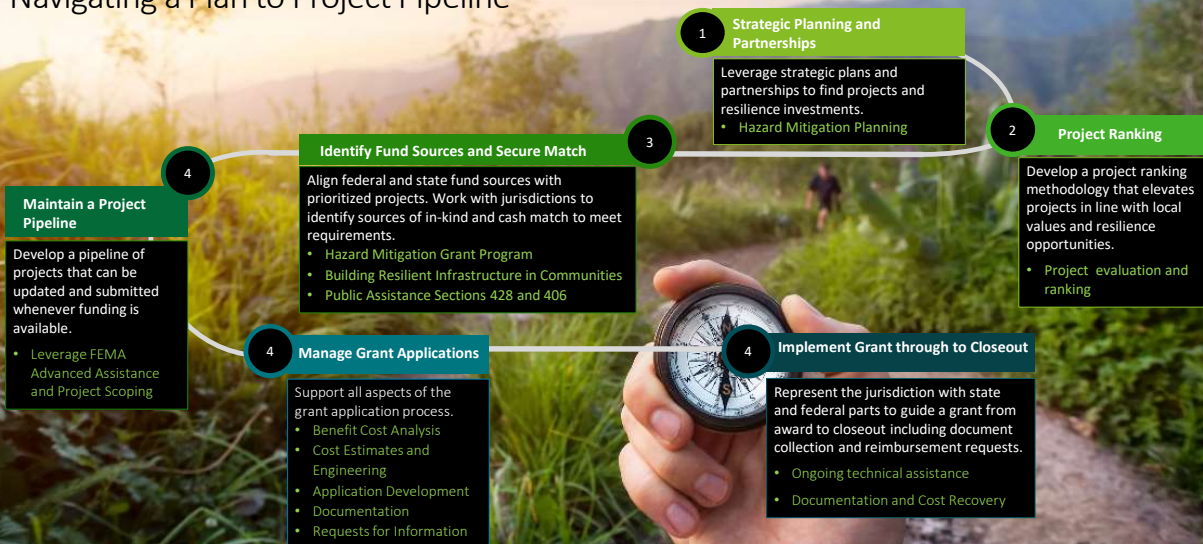 Navigating a Plan to Project Pipeline
1
Strategic Planning and
Partnerships
Leverage strategic plans and
partnerships to find projects and
resilience investments.
• Hazard Mitigation Planning
2
Project Ranking
Develop a project ranking
methodology that elevates
projects in line with local
values and resilience
opportunities.
• Project evaluation and
ranking
3
Identify Fund Sources and Secure Match
Align federal and state fund sources with
prioritized projects. Work with jurisdictions to
identify sources of in-kind and cash match to meet
requirements.
• Hazard Mitigation Grant Program
• Building Resilient Infrastructure in Communities
• Public Assistance Sections 428 and 406
4
Maintain a Project
Pipeline
Develop a pipeline of
projects that can be
updated and submitted
whenever funding is
available.
• Leverage FEMA
Advanced Assistance
and Project Scoping
4
Manage Grant Applications
Support all aspects of the
grant application process.
• Benefit Cost Analysis
• Cost Estimates and
Engineering
• Application Development
• Documentation
• Requests for Information
4
Implement Grant through to Closeout
Represent the jurisdiction with state
and federal parts to guide a grant from
award to closeout including document
collection and reimbursement requests.
• Ongoing technical assistance
• Documentation and Cost Recovery